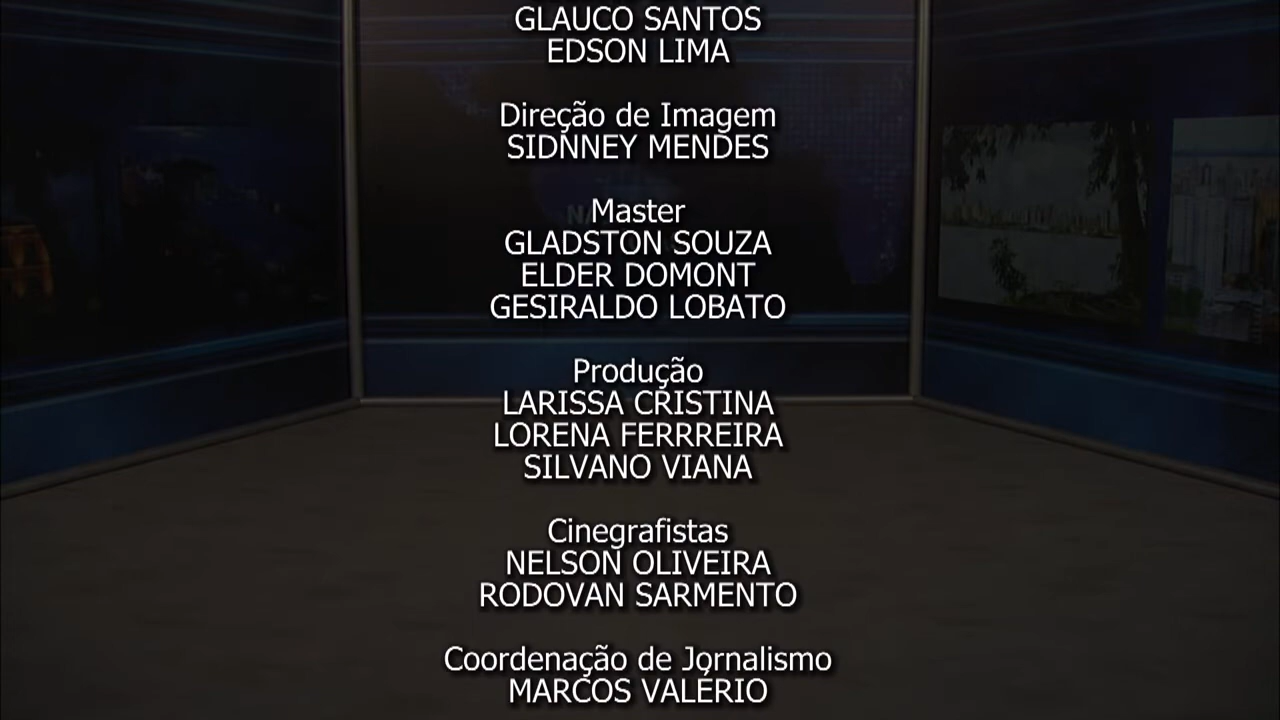 GLAUCO SANTOS
EDSON LIMA
Direção de Imagem
SIDNNEY MENDES
Master
GLADSTON SOUZA
ELDER DOMONT
GESIRALDO LOBATO
Produção
LARISSA CRISTINA
LORENA FERRREIRA
SILVANO VIANA
Cinegrafistas
NELSON OLIVEIRA
RODOVAN SARMENTO
Coordenação de Jornalismo
MARCOS VALÉRIO